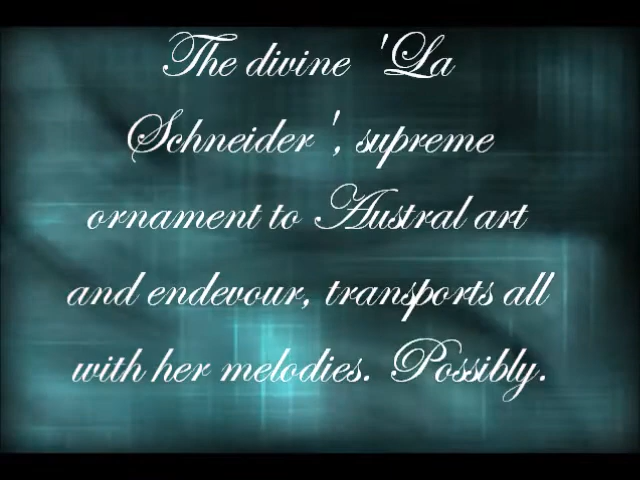 The divine 'La
Schneider', supreme
ornament to Austral art
and endevour, transports all
with her melodies. Possibly.